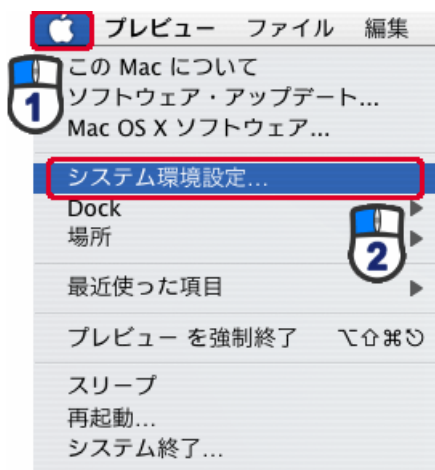 プレビュー ファイル 編集
このMac について
1
ソフトウェア・アップデート...
Mac OS X ソフトウェア...
システム環境設定...
Dock
場所
2
最近使った項目
プレビュー を強制終了 ⌥⇧⌘⎋
スリープ
再起動...
システム終了...